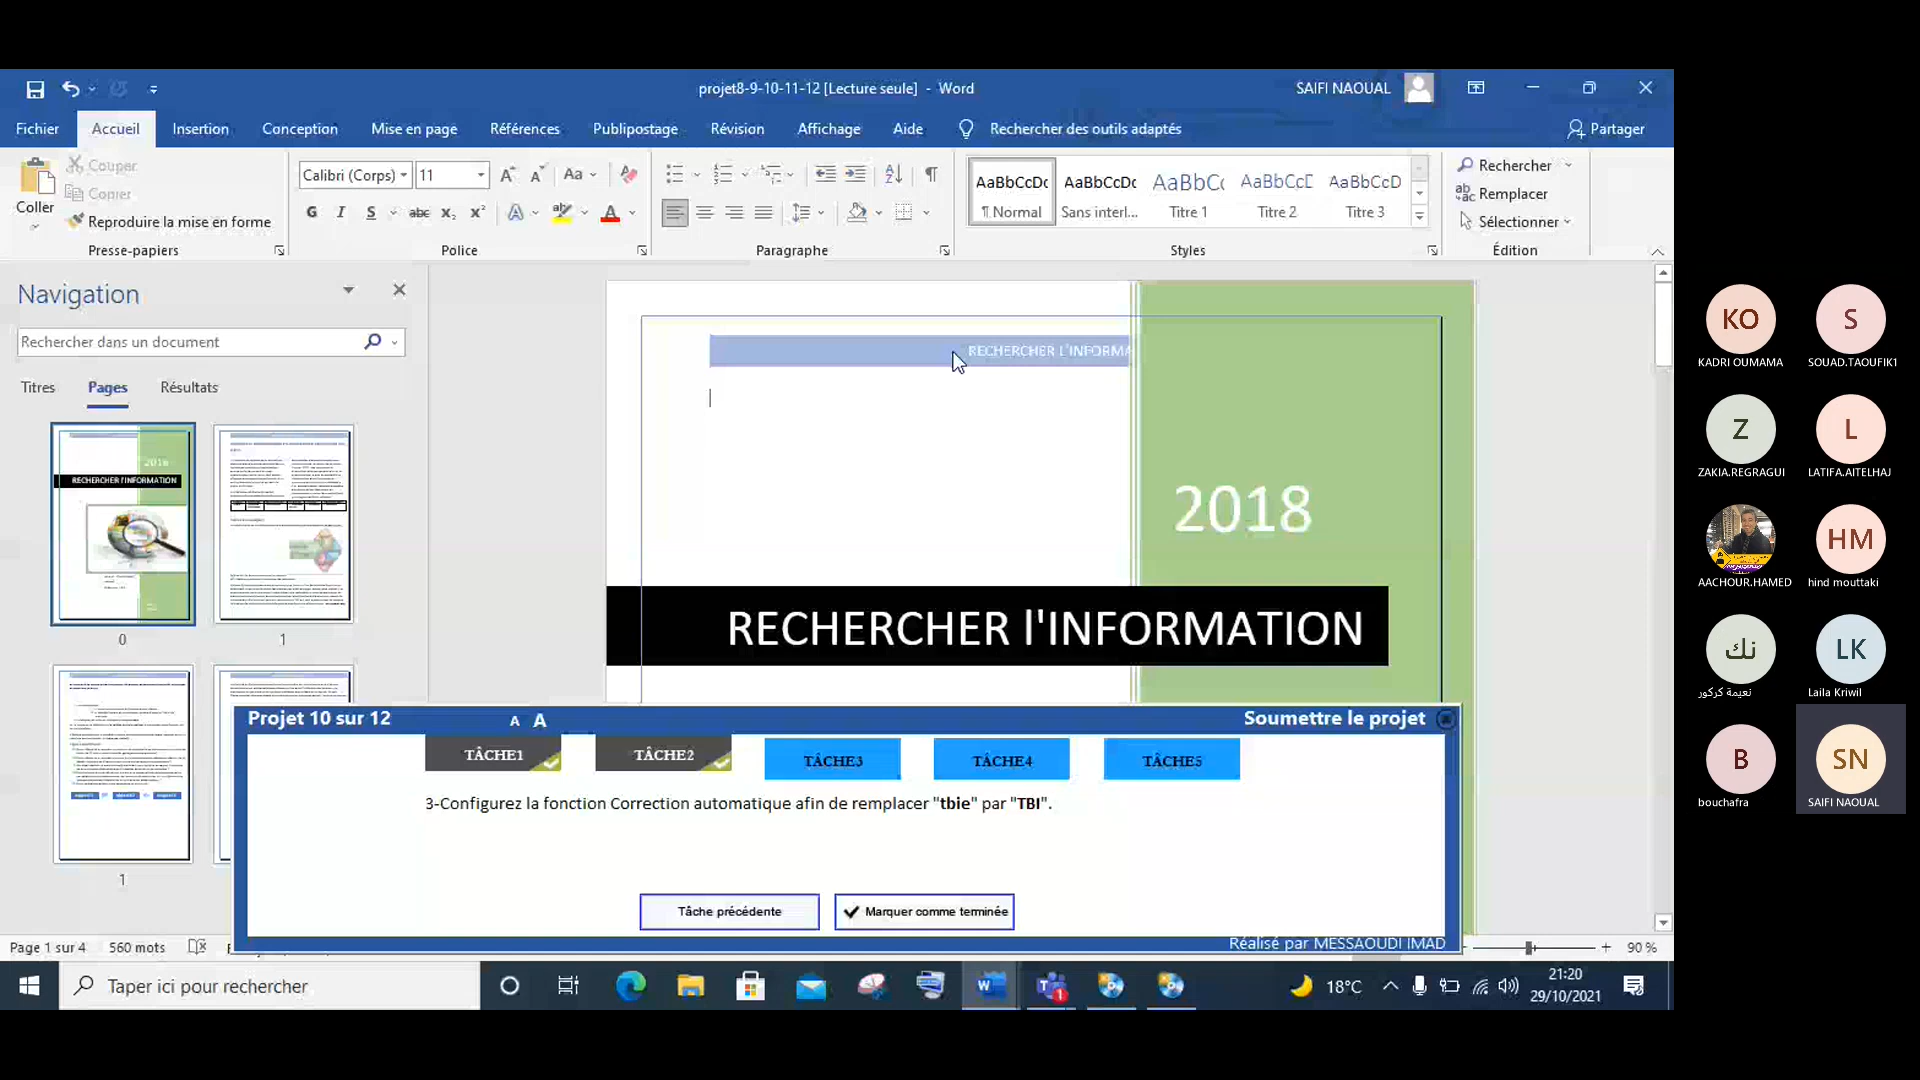 projet8-9-10-11-12 [Lecture seule] - Word
SAIFI NAOUAL
Fichier
Accueil
Insertion
Conception
Mise en page
Références
Publipostage
Révision
Affichage
Aide
Rechercher des outils adaptés
Partager
Coller
Couper
Copier
Reproduire la mise en forme
Presse-papiers
Calibri (Corps)
11
Police
Paragraphe
AaBbCcDc
¶ Normal
AaBbCcDc
Sans interl...
AaBbCc
Titre 1
AaBbCcD
Titre 2
AaBbCcD
Titre 3
Styles
Rechercher
Remplacer
Sélectionner
Édition
Navigation
Rechercher dans un document
Titres
Pages
Résultats
2018
RECHERCHER l'INFORMATION
0
1
1
RECHERCHER L'INFORMA
2018
RECHERCHER l'INFORMATION
Projet 10 sur 12
A A
Soumettre le projet
TÂCHE1
TÂCHE2
TÂCHE3
TÂCHE4
TÂCHE5
3-Configurez la fonction Correction automatique afin de remplacer "tbie" par "TBI".
Tâche précédente
Marquer comme terminée
Réalisé par MESSAOUDI IMAD
Page 1 sur 4
560 mots
90 %
Taper ici pour rechercher
1
18°C
21:20
29/10/2021
KO
KADRI OUMAMA
S
SOUAD.TAOUFIK1
Z
ZAKIA.REGRAGUI
L
LATIFA.AITELHAJ
AACHOUR.HAMED
HM
hind mouttaki
نك
نعيمة كركور
LK
Laila Kriwil
B
bouchafra
SN
SAIFI NAOUAL